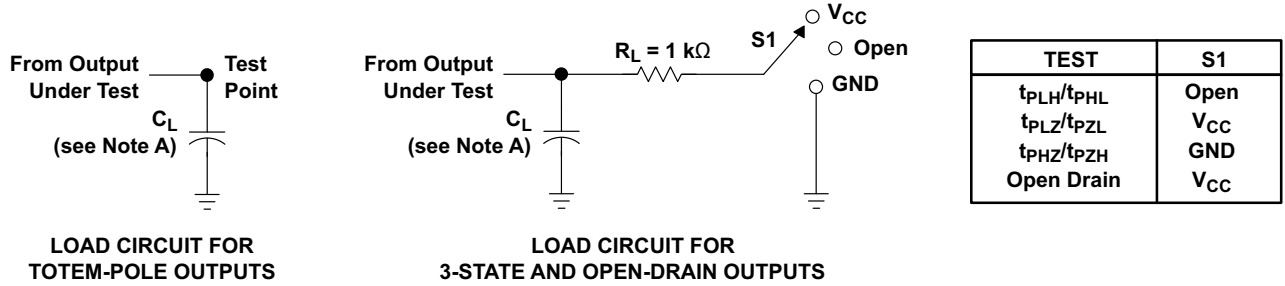 From Output
Under Test
Test
Point
C_L
(see Note A)
LOAD CIRCUIT FOR
TOTEM-POLE OUTPUTS
From Output
Under Test
R_L = 1 kΩ
S1
V_CC
Open
GND
C_L
(see Note A)
LOAD CIRCUIT FOR
3-STATE AND OPEN-DRAIN OUTPUTS
TEST S1
t_PLH/t_PHL Open
t_PLZ/t_PZL V_CC
t_PHZ/t_PZH GND
Open Drain V_CC